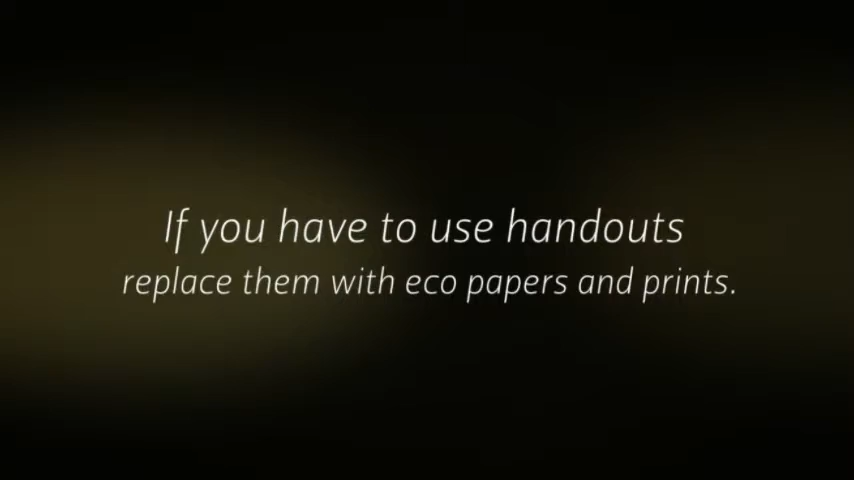 If you have to use handouts
replace them with eco papers and prints.